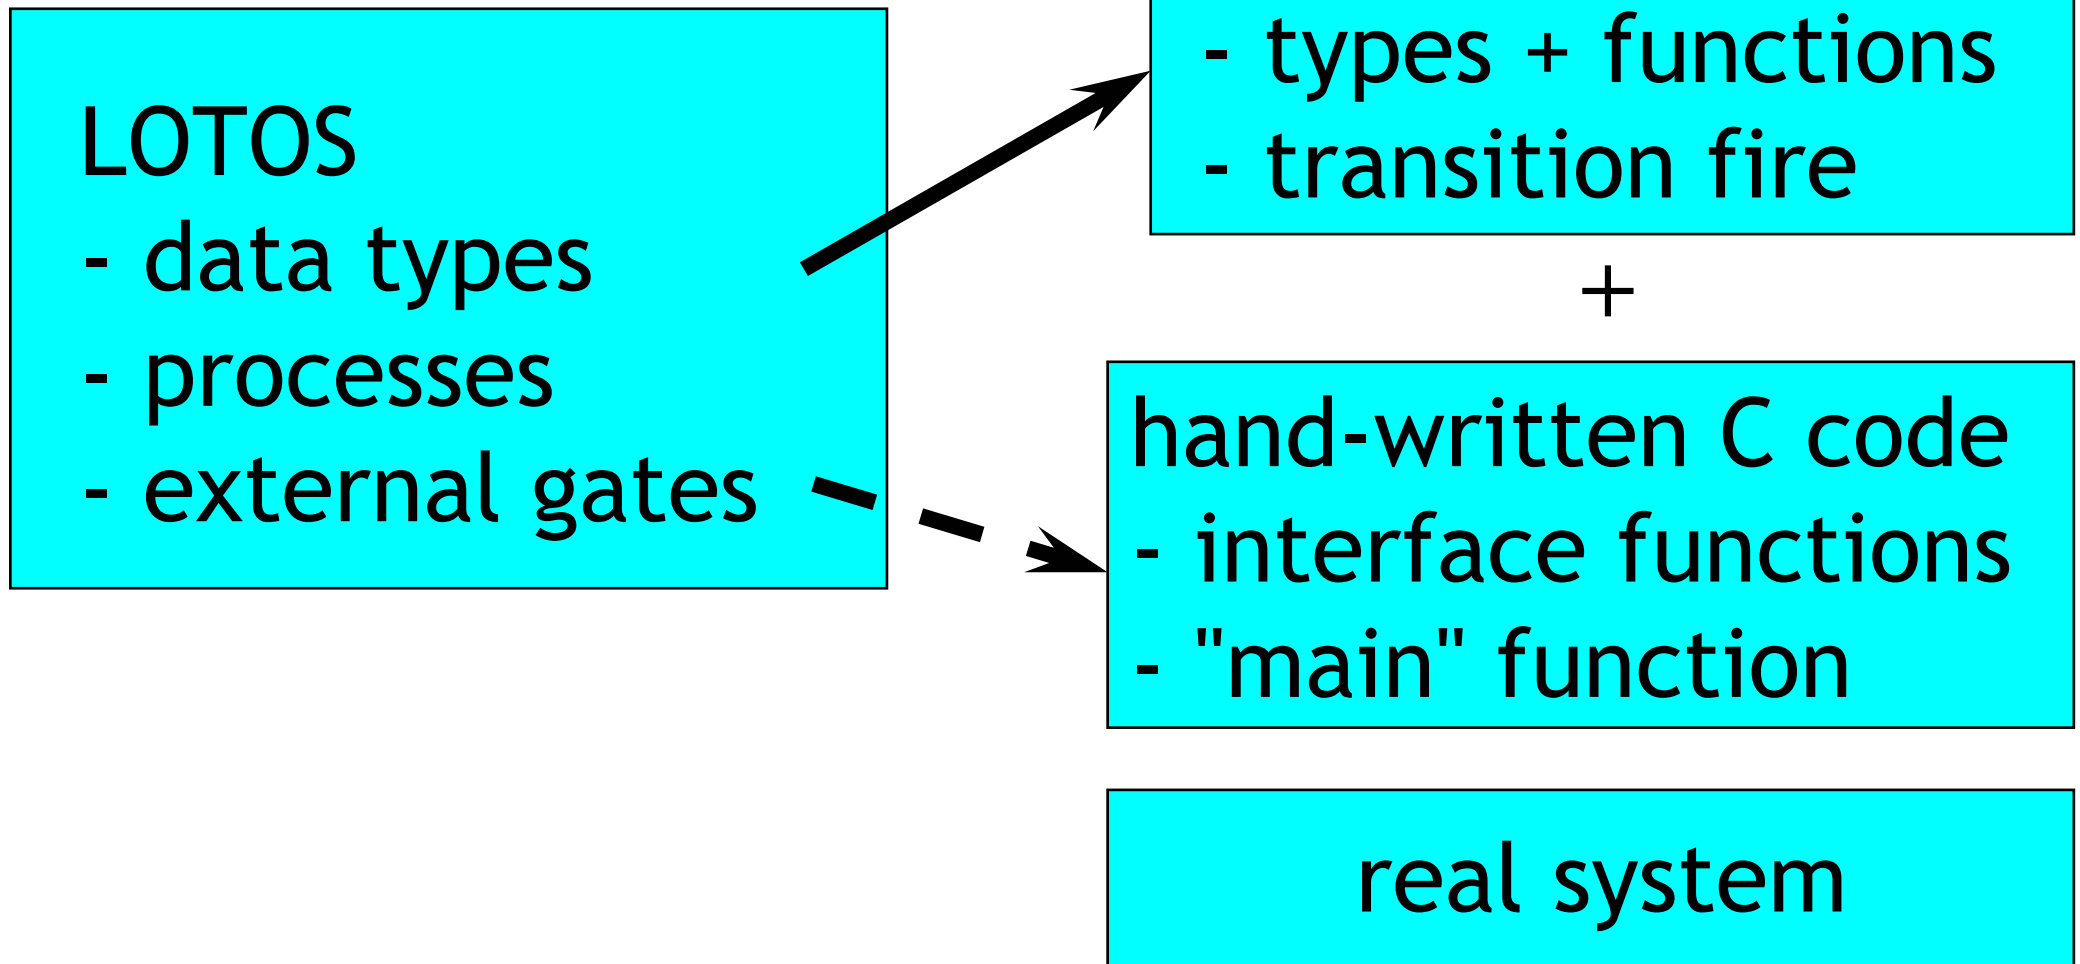 LOTOS
- data types
- processes
- external gates
- types + functions
- transition fire
+
hand-written C code
- interface functions
- "main" function
real system